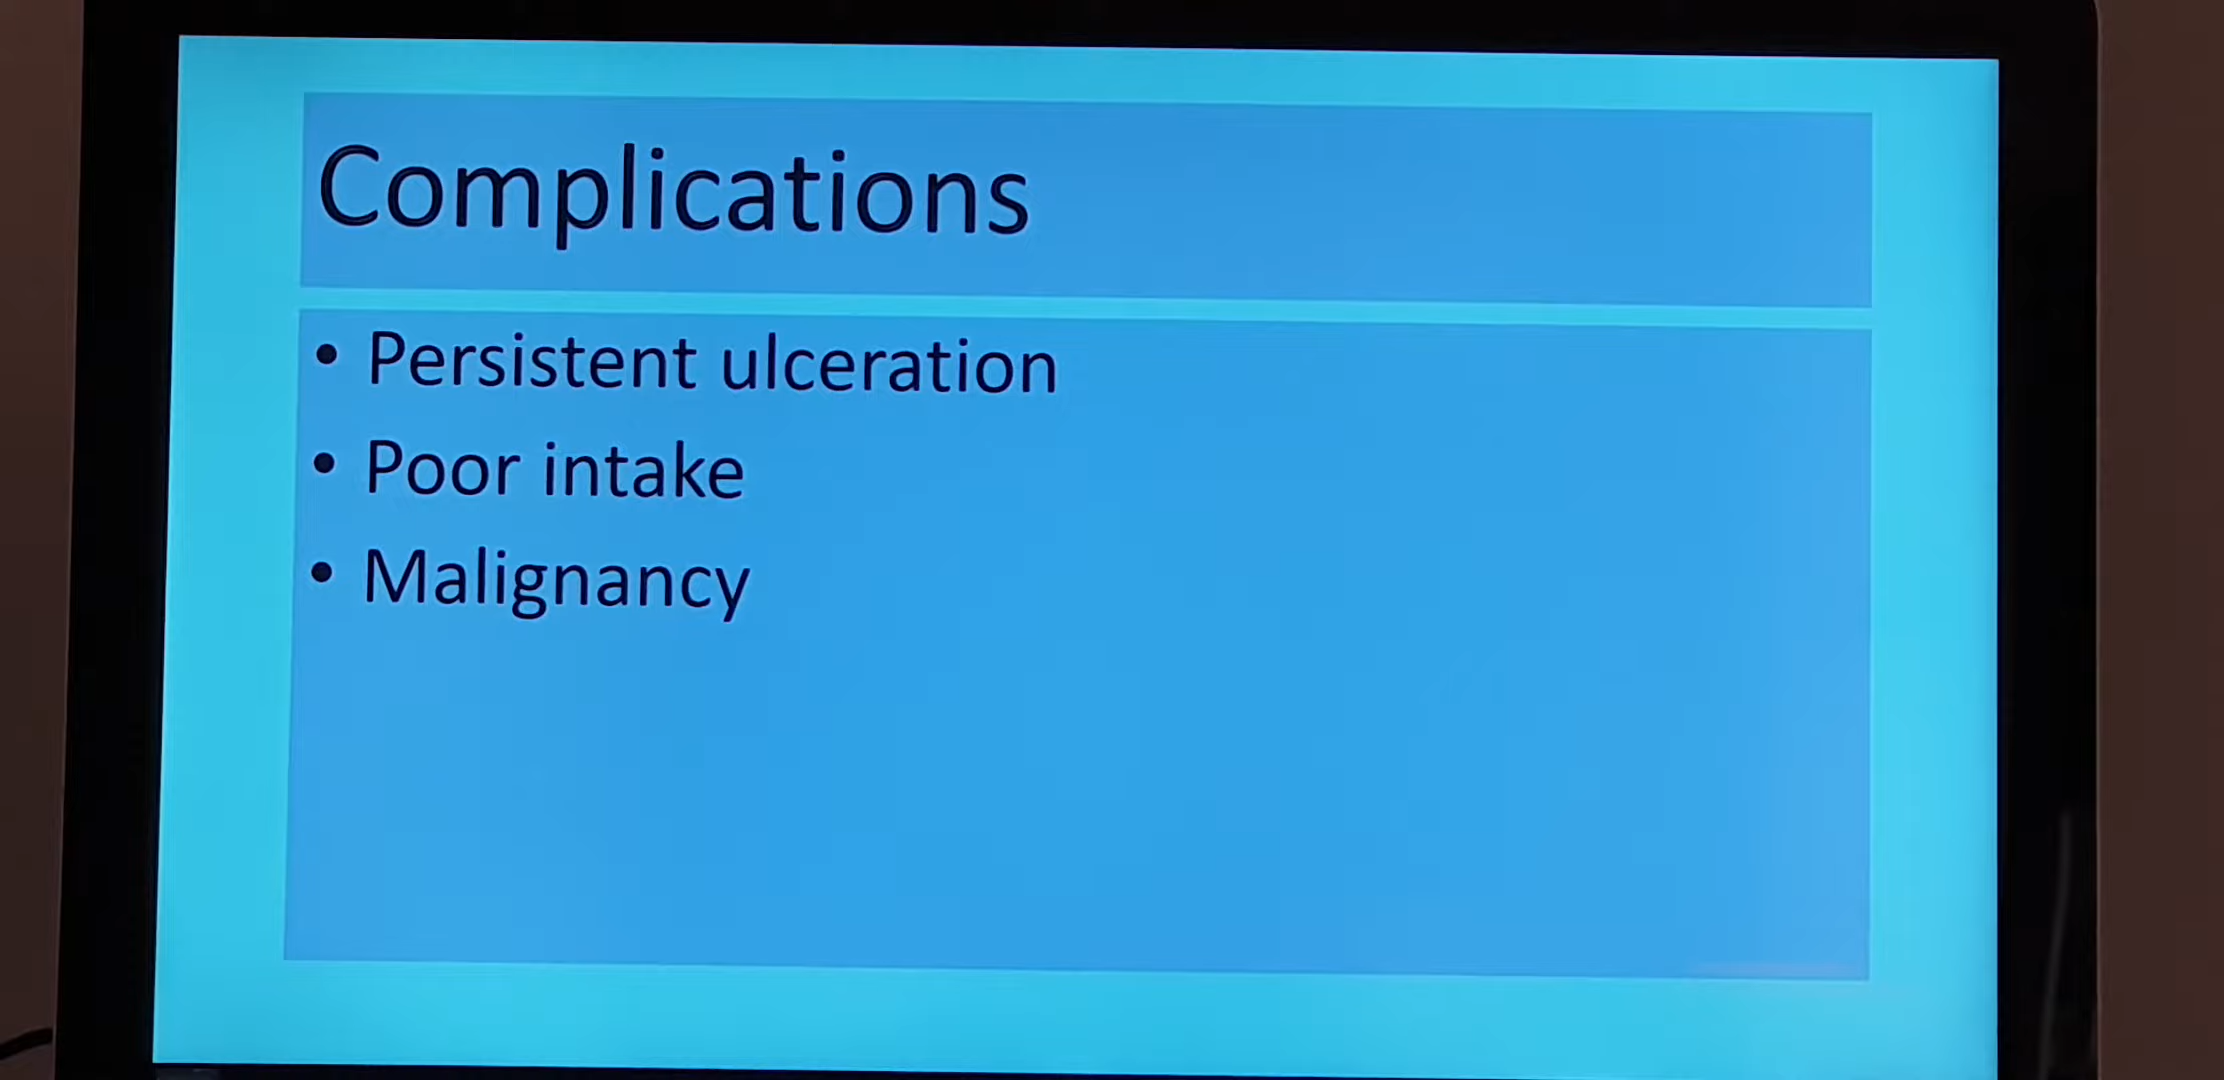 Complications
• Persistent ulceration
• Poor intake
• Malignancy